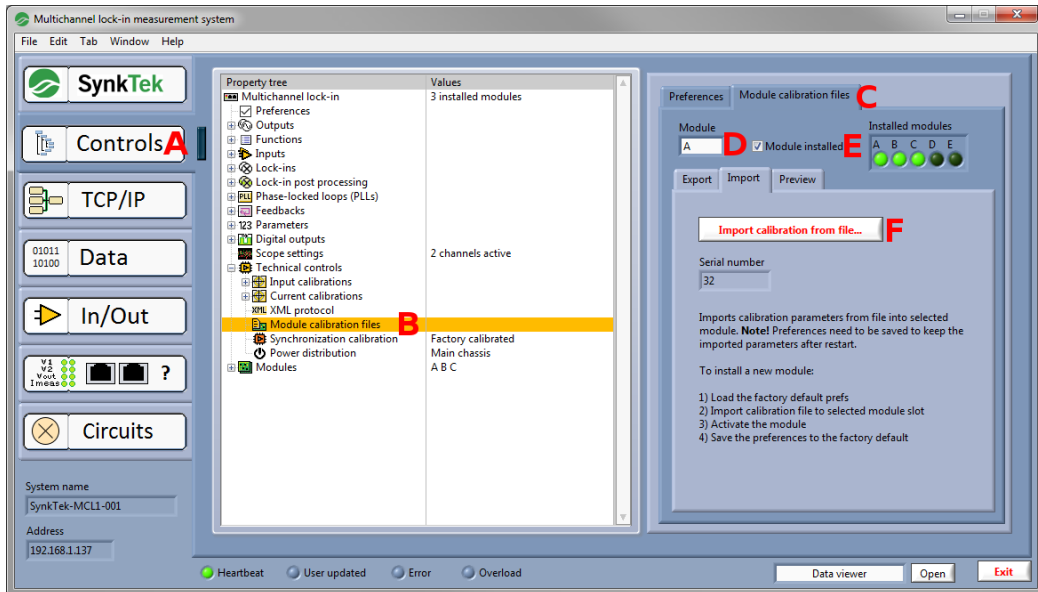 Multichannel lock-in measurement system
File Edit Tab Window Help
SynkTek
Controls A
TCP/IP
01011
10100
Data
In/Out
V1
V2
Vout
Imeas
?
Circuits
System name
SynkTek-MCL1-001
Address
192.168.1.137
Property tree Values
Multichannel lock-in 3 installed modules
Preferences
Outputs
Functions
Inputs
Lock-ins
Lock-in post processing
PLL Phase-locked loops (PLLs)
Feedbacks
123 Parameters
Digital outputs
Scope settings 2 channels active
Technical controls
Input calibrations
Current calibrations
XML XML protocol
Module calibration files B
Synchronization calibration Factory calibrated
Power distribution Main chassis
Modules A B C
Preferences Module calibration files C
Module
A D Module installed E
Installed modules
A B C D E
Export Import Preview
Import calibration from file... F
Serial number
32
Imports calibration parameters from file into selected
module. Note! Preferences need to be saved to keep the
imported parameters after restart.
To install a new module:
1) Load the factory default prefs
2) Import calibration file to selected module slot
3) Activate the module
4) Save the preferences to the factory default
Heartbeat User updated Error Overload
Data viewer Open Exit